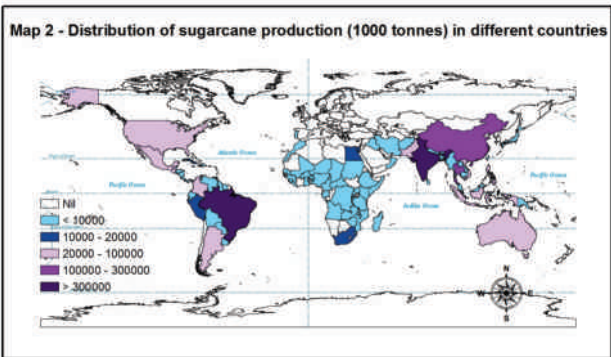 Map 2 - Distribution of sugarcane production (1000 tonnes) in different countries
Atlantic Ocean
Pacific Ocean
Pacific Ocean
Indian Ocean
Nil
< 10000
10000 - 20000
20000 - 100000
100000 - 300000
> 300000
N
W
E
S